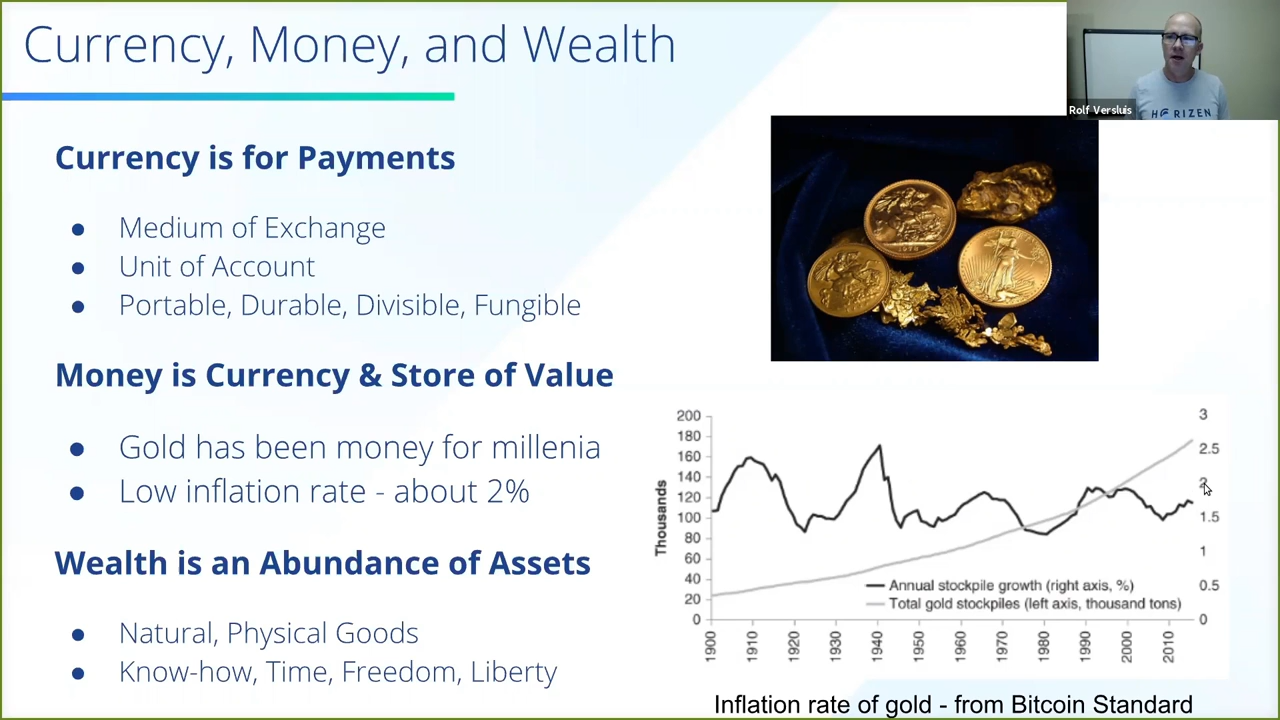 Currency, Money, and Wealth
Rolf Versluis
H RIZEN
Currency is for Payments
● Medium of Exchange
● Unit of Account
● Portable, Durable, Divisible, Fungible
Money is Currency & Store of Value
● Gold has been money for millenia
● Low inflation rate - about 2%
Wealth is an Abundance of Assets
● Natural, Physical Goods
● Know-how, Time, Freedom, Liberty
Thousands
200
180
160
140
120
100
80
60
40
20
0
3
2.5
2
1.5
1
0.5
0
Annual stockpile growth (right axis, %)
Total gold stockpiles (left axis, thousand tons)
1900 1910 1920 1930 1940 1950 1960 1970 1980 1990 2000 2010
Inflation rate of gold - from Bitcoin Standard